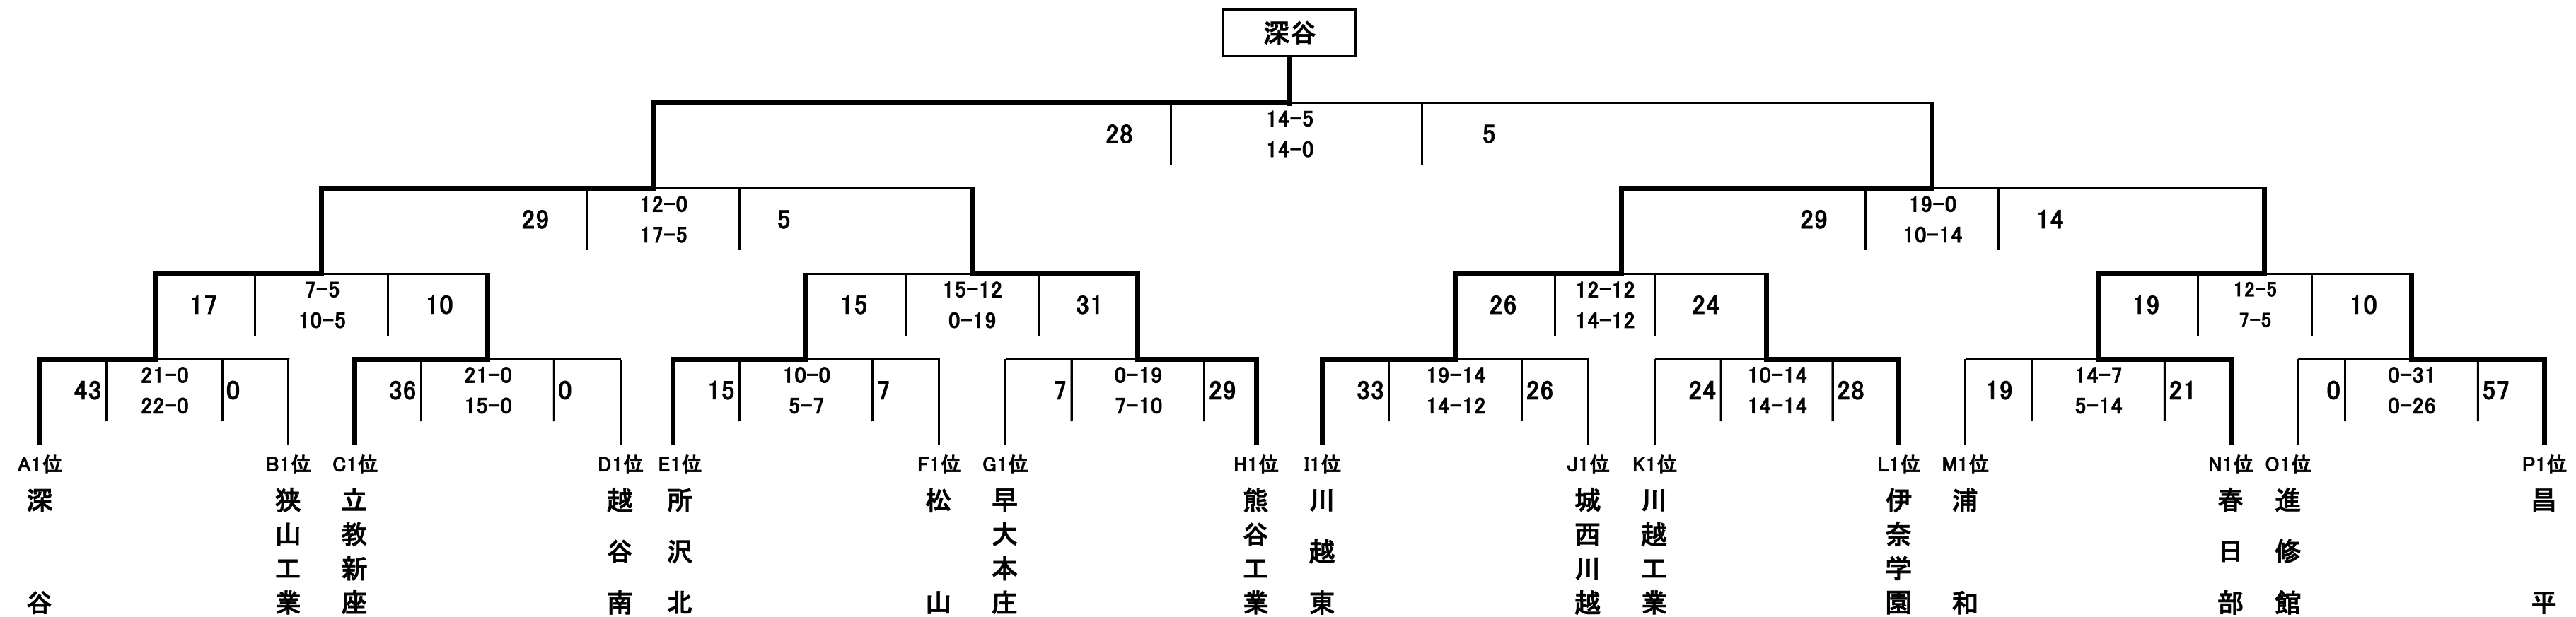 深谷
28 14-5 5
14-0
29 12-0 5 29 19-0 14
17-5 10-14
17 7-5 10 15 15-12 31 26 12-12 24 19 12-5 10
10-5 0-19 14-12 7-5
43 21-0 0 36 21-0 0 15 10-0 7 7 0-19 29 33 19-14 26 24 10-14 28 19 14-7 21 0 0-31 57
22-0 15-0 5-7 7-10 14-12 14-14 5-14 0-26
A1位 B1位 C1位 D1位 E1位 F1位 G1位 H1位 I1位 J1位 K1位 L1位 M1位 N1位 O1位 P1位
深谷
狭山工業
立教新座
越谷南
所沢北
松山
早大本庄
熊谷工業
川越東
城西川越
川越工業
伊奈学園
浦和
春日部
進修館
昌平